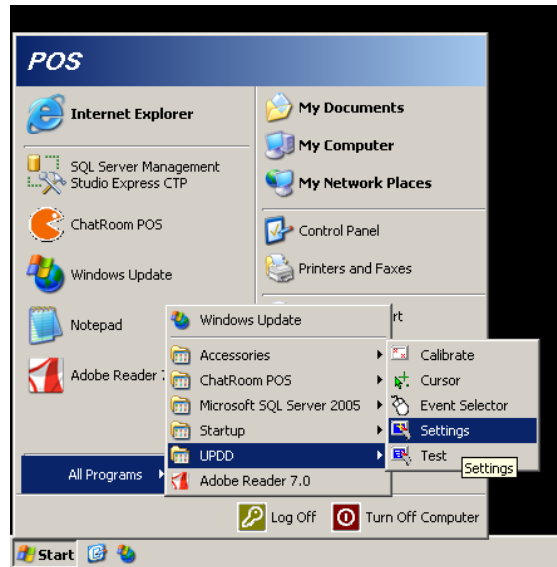 POS
Internet Explorer
SQL Server Management
Studio Express CTP
ChatRoom POS
Windows Update
Notepad
Adobe Reader
All Programs
My Documents
My Computer
My Network Places
Control Panel
Printers and Faxes
rt
Windows Update
Accessories
ChatRoom POS
Microsoft SQL Server 2005
Startup
UPDD
Adobe Reader 7.0
Calibrate
Cursor
Event Selector
Settings
Test
Settings
Log Off
Turn Off Computer
Start